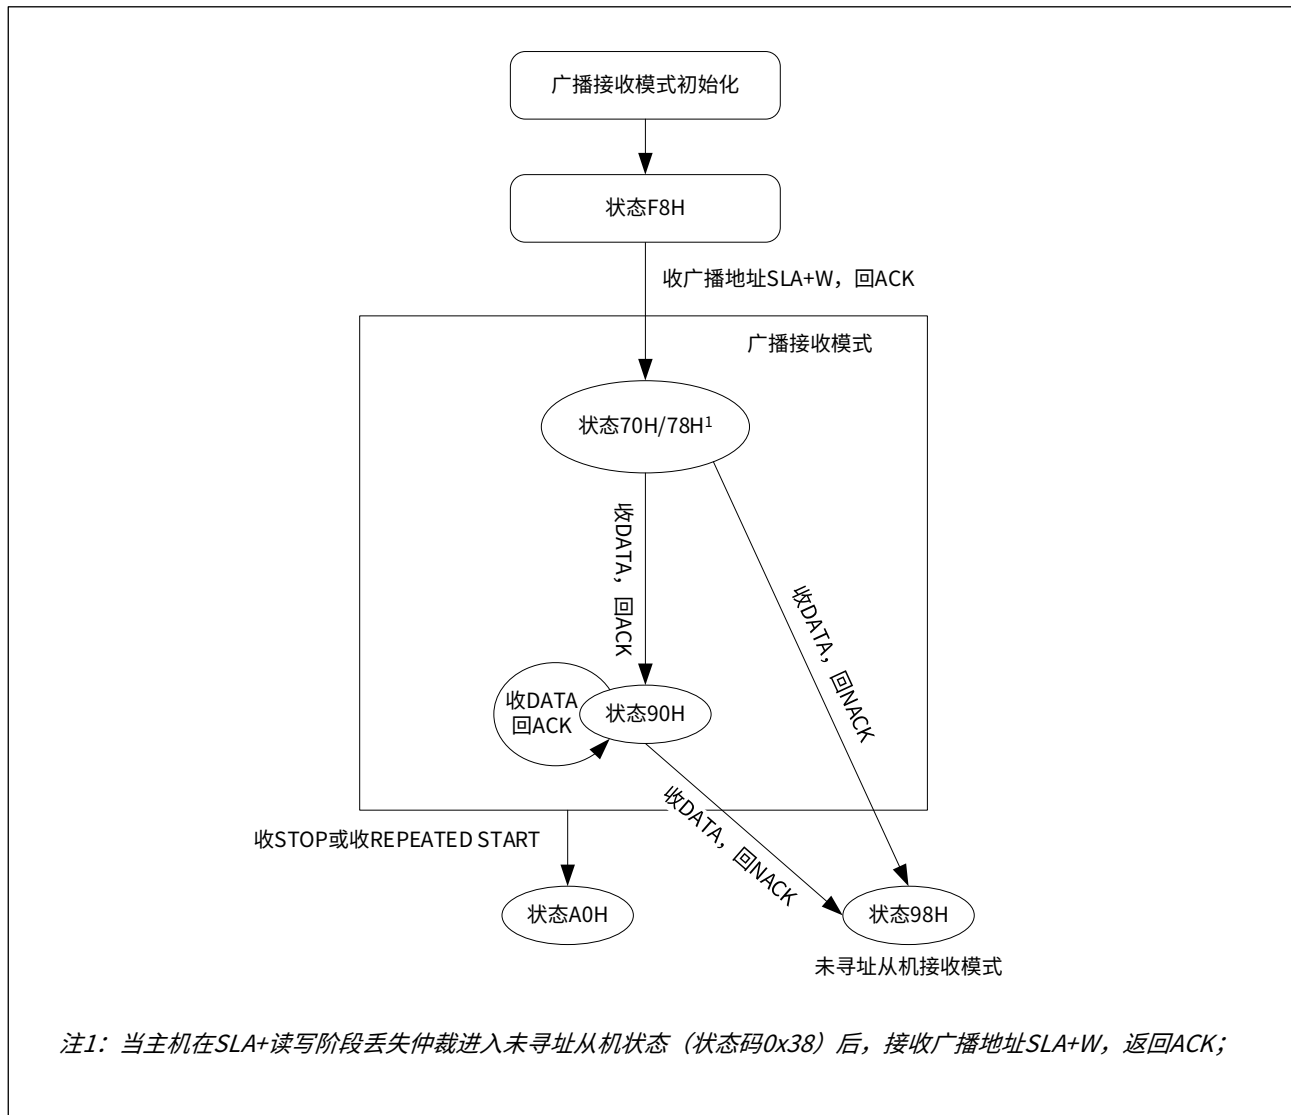 广播接收模式初始化
状态F8H
收广播地址SLA+W，回ACK
广播接收模式
状态70H/78H¹
收DATA，回ACK
收DATA，回NACK
收DATA
回ACK
状态90H
收DATA，回NACK
收STOP或收REPEATED START
状态A0H
状态98H
未寻址从机接收模式
注1：当主机在SLA+读写阶段丢失仲裁进入未寻址从机状态（状态码0x38）后，接收广播地址SLA+W，返回ACK；